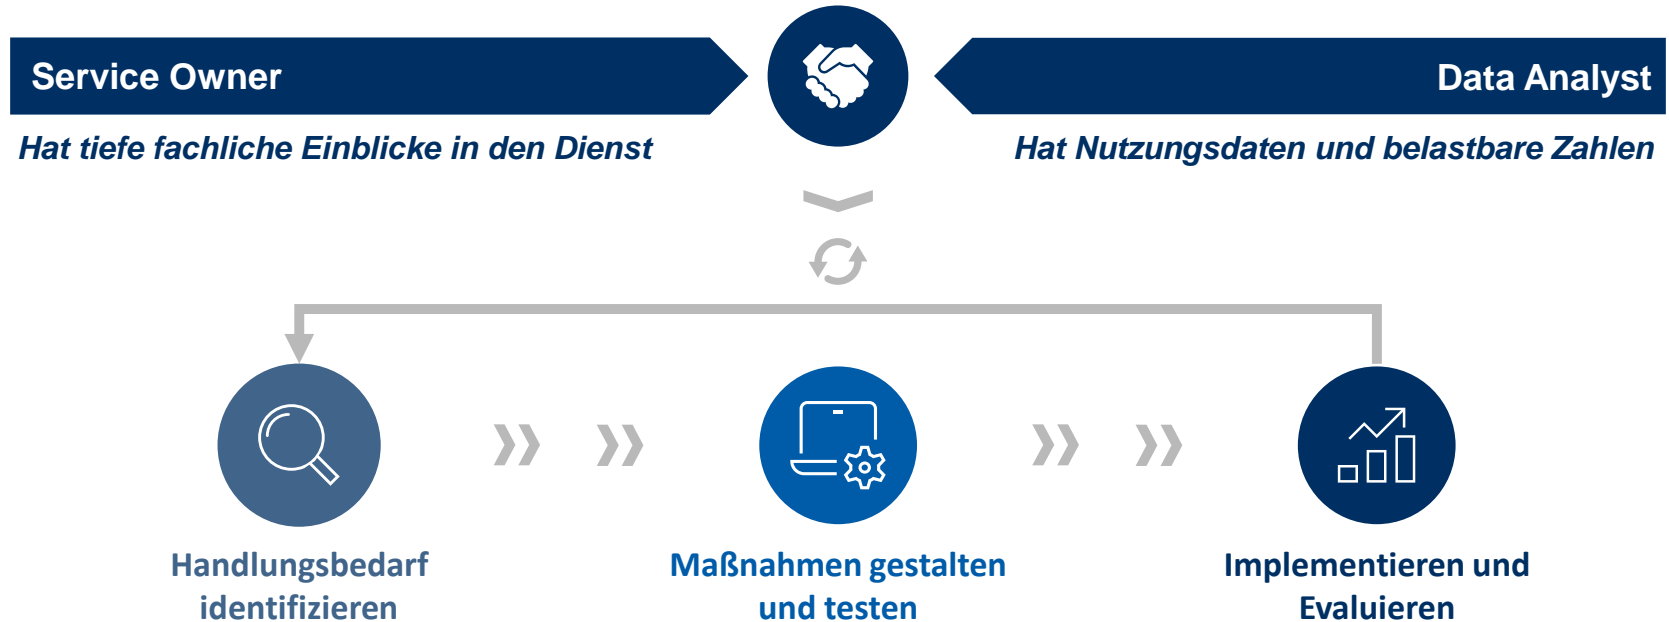 Service Owner
Data Analyst
Hat tiefe fachliche Einblicke in den Dienst
Hat Nutzungsdaten und belastbare Zahlen
Handlungsbedarf
identifizieren
Maßnahmen gestalten
und testen
Implementieren und
Evaluieren